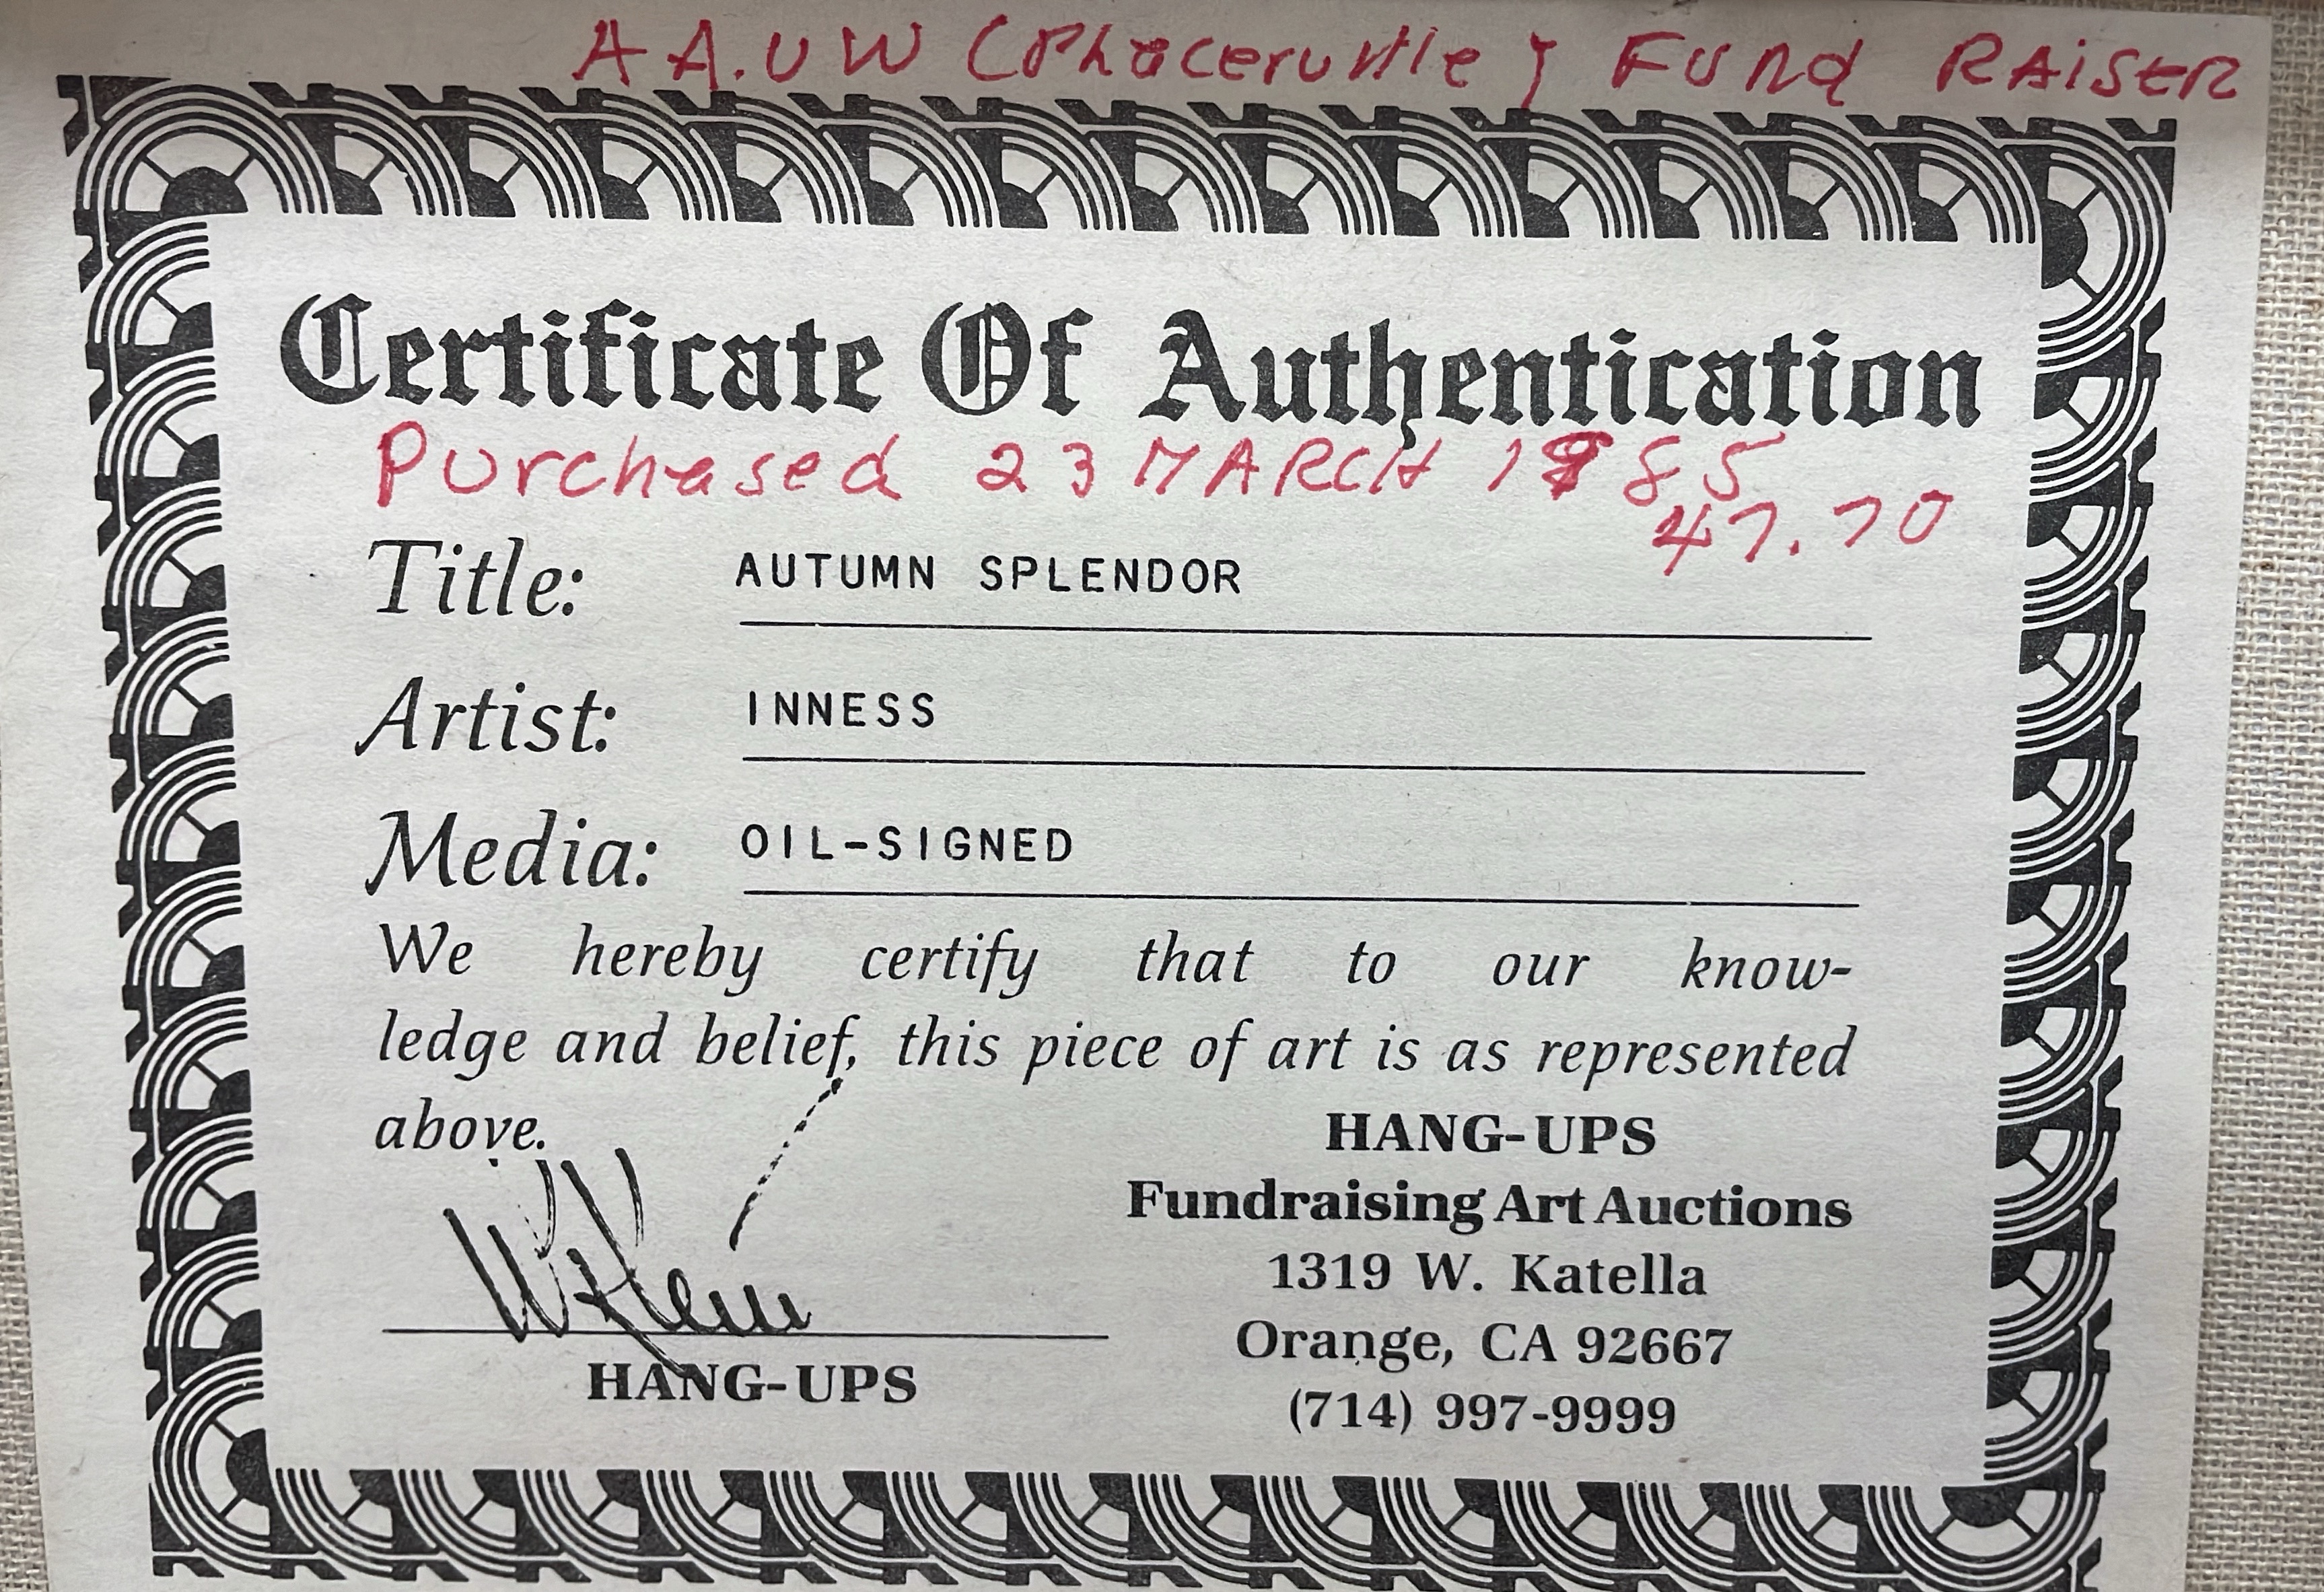 A A.U W (Phacerville) Fund RAiSER
Certificate Of Authentication
Purchased 23 MARCH 1985
47.70
Title: AUTUMN SPLENDOR
Artist: INNESS
Media: OIL-SIGNED
We hereby certify that to our know-
ledge and belief, this piece of art is as represented
above.
HANG-UPS
Fundraising Art Auctions
1319 W. Katella
Orange, CA 92667
(714) 997-9999
HANG-UPS